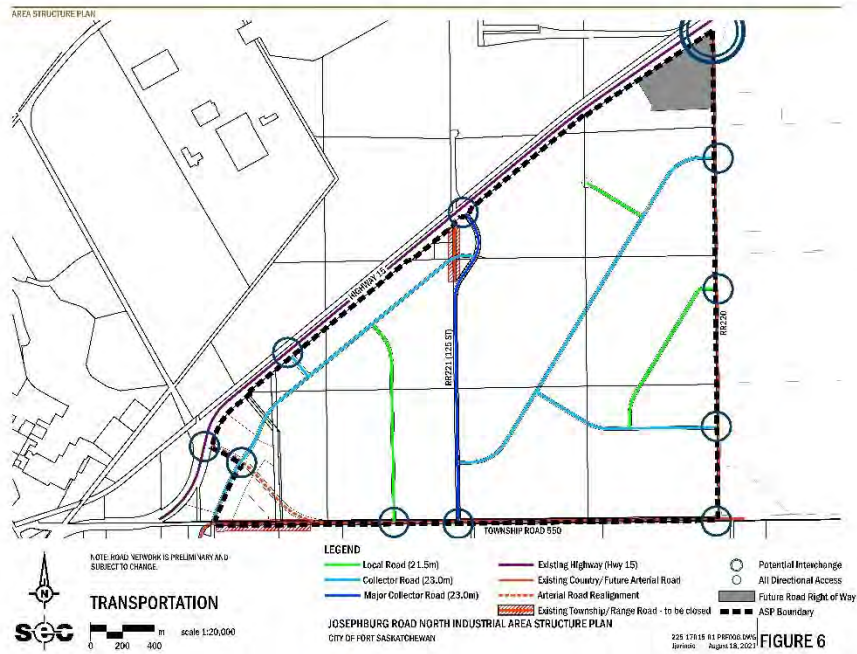 AREA STRUCTURE PLAN
HIGHWAY 15
RR221 (125 ST)
RR220
TOWNSHIP ROAD 550
NOTE: ROAD NETWORK IS PRELIMINARY AND
SUBJECT TO CHANGE.
N
TRANSPORTATION
sec
0 200 400 m scale 1:20,000
LEGEND
Local Road (21.5m)
Collector Road (23.0m)
Major Collector Road (23.0m)
Existing Highway (Hwy 15)
Existing Country/Future Arterial Road
Arterial Road Realignment
Existing Township/Range Road - to be closed
Potential Interchange
All Directional Access
Future Road Right of Way
ASP Boundary
JOSEPHBURG ROAD NORTH INDUSTRIAL AREA STRUCTURE PLAN
CITY OF FORT SASKATCHEWAN
August 18, 2021
FIGURE 6